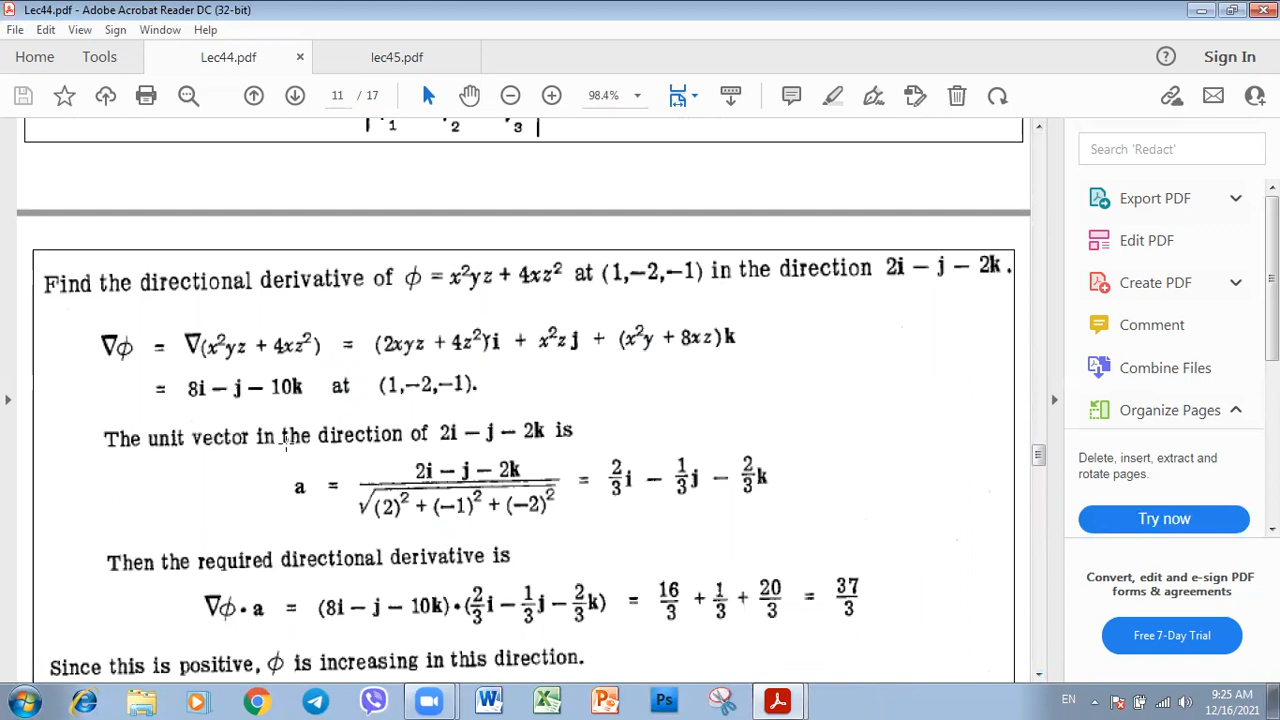 Lec44.pdf - Adobe Acrobat Reader DC (32-bit)
File Edit View Sign Window Help
Home Tools Lec44.pdf × lec45.pdf ? Sign In
11 / 17 98.4%
1 2 3
Search 'Redact'
Export PDF
Edit PDF
Create PDF
Comment
Combine Files
Organize Pages
Delete, insert, extract and
rotate pages.
Try now
Convert, edit and e-sign PDF
forms & agreements
Free 7-Day Trial
Find the directional derivative of ϕ = x²yz + 4xz² at (1,−2,−1) in the direction 2i − j − 2k.
∇ϕ = ∇(x²yz + 4xz²) = (2xyz + 4z²)i + x²z j + (x²y + 8xz)k
= 8i − j − 10k at (1,−2,−1).
The unit vector in the direction of 2i − j − 2k is
a = 2i − j − 2k / √(2)² + (−1)² + (−2)² = 2/3 i − 1/3 j − 2/3 k
Then the required directional derivative is
∇ϕ · a = (8i − j − 10k)·(2/3 i − 1/3 j − 2/3 k) = 16/3 + 1/3 + 20/3 = 37/3
Since this is positive, ϕ is increasing in this direction.
EN 9:25 AM
12/16/2021